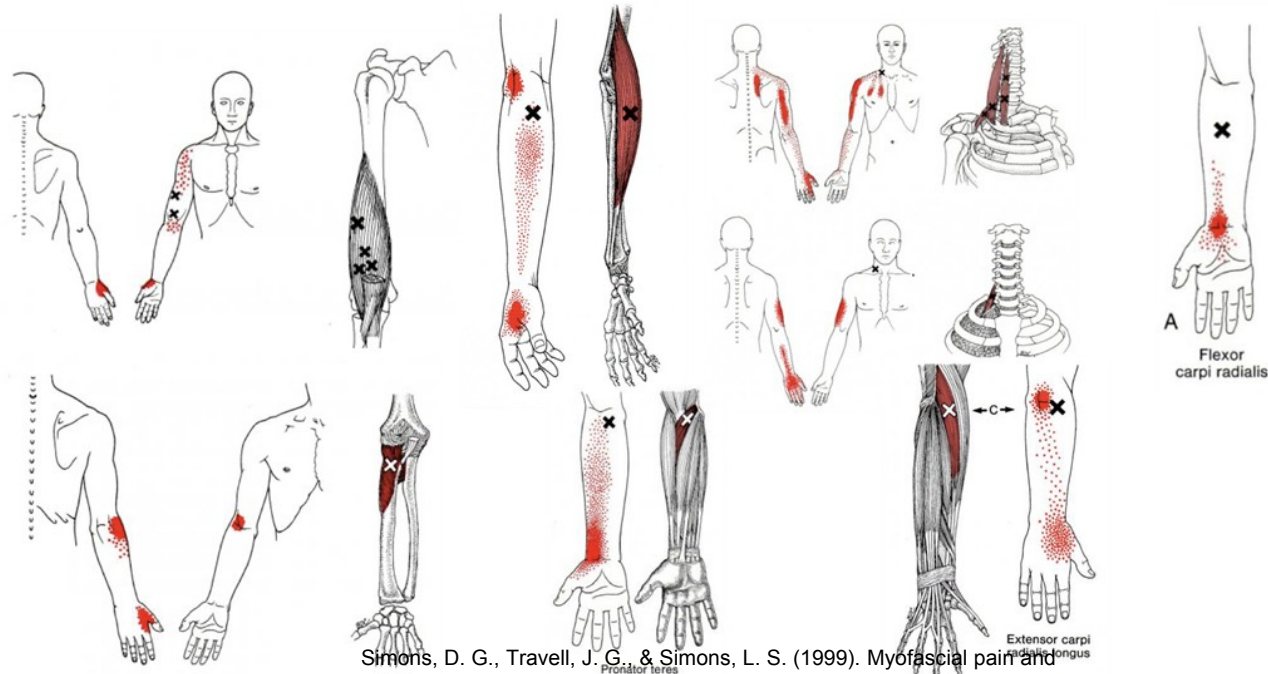 A
Flexor
carpi radialis
C
Extensor carpi
radialis longus
Simons, D. G., Travell, J. G., & Simons, L. S. (1999). Myofascial pain and
Pronator teres